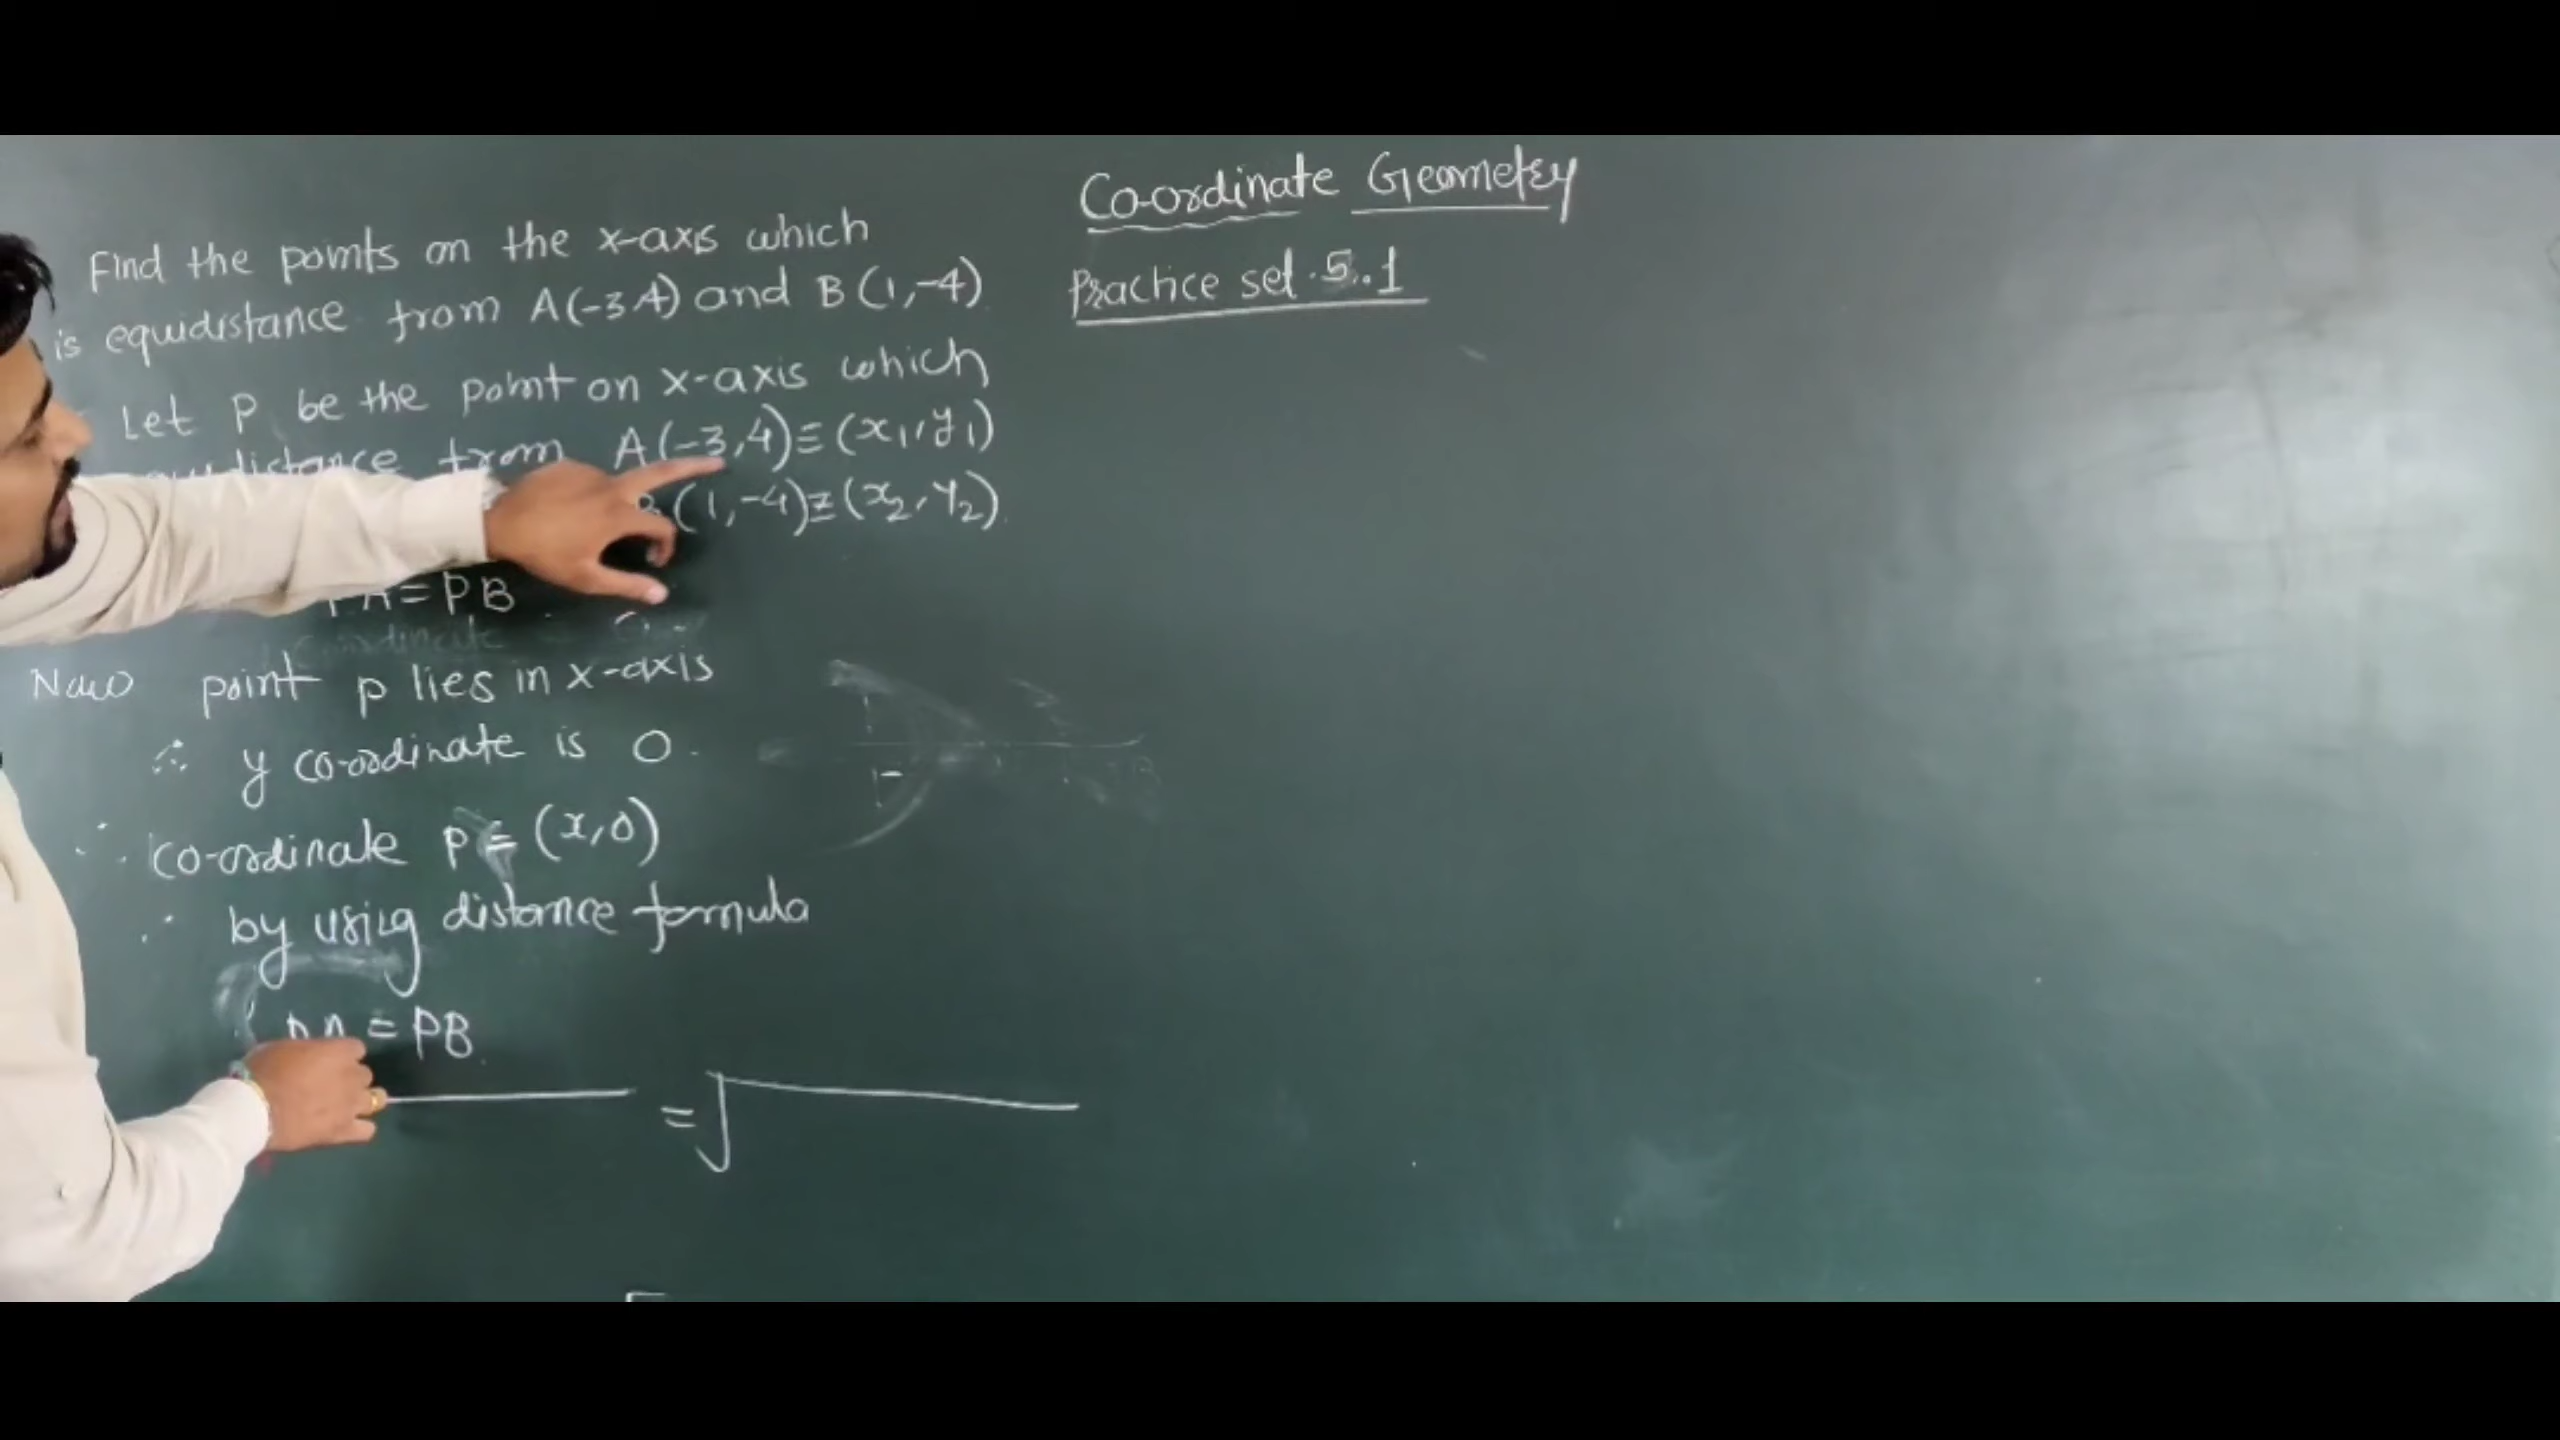 Co-ordinate Geometry
Practice set. 5..1
Find the points on the x-axis which
is equidistance from A(-3,4) and B(1,-4)
Let P be the point on x-axis which
equidistance from A(-3,4)≡(x₁,y₁)
B(1,-4)≡(x₂,y₂).
PA=PB
co-ordinate
Now point p lies in x-axis
∴ y co-ordinate is 0.
∴ co-ordinate P≡(x,0)
∴ by using distance formula
PA = PB
= √